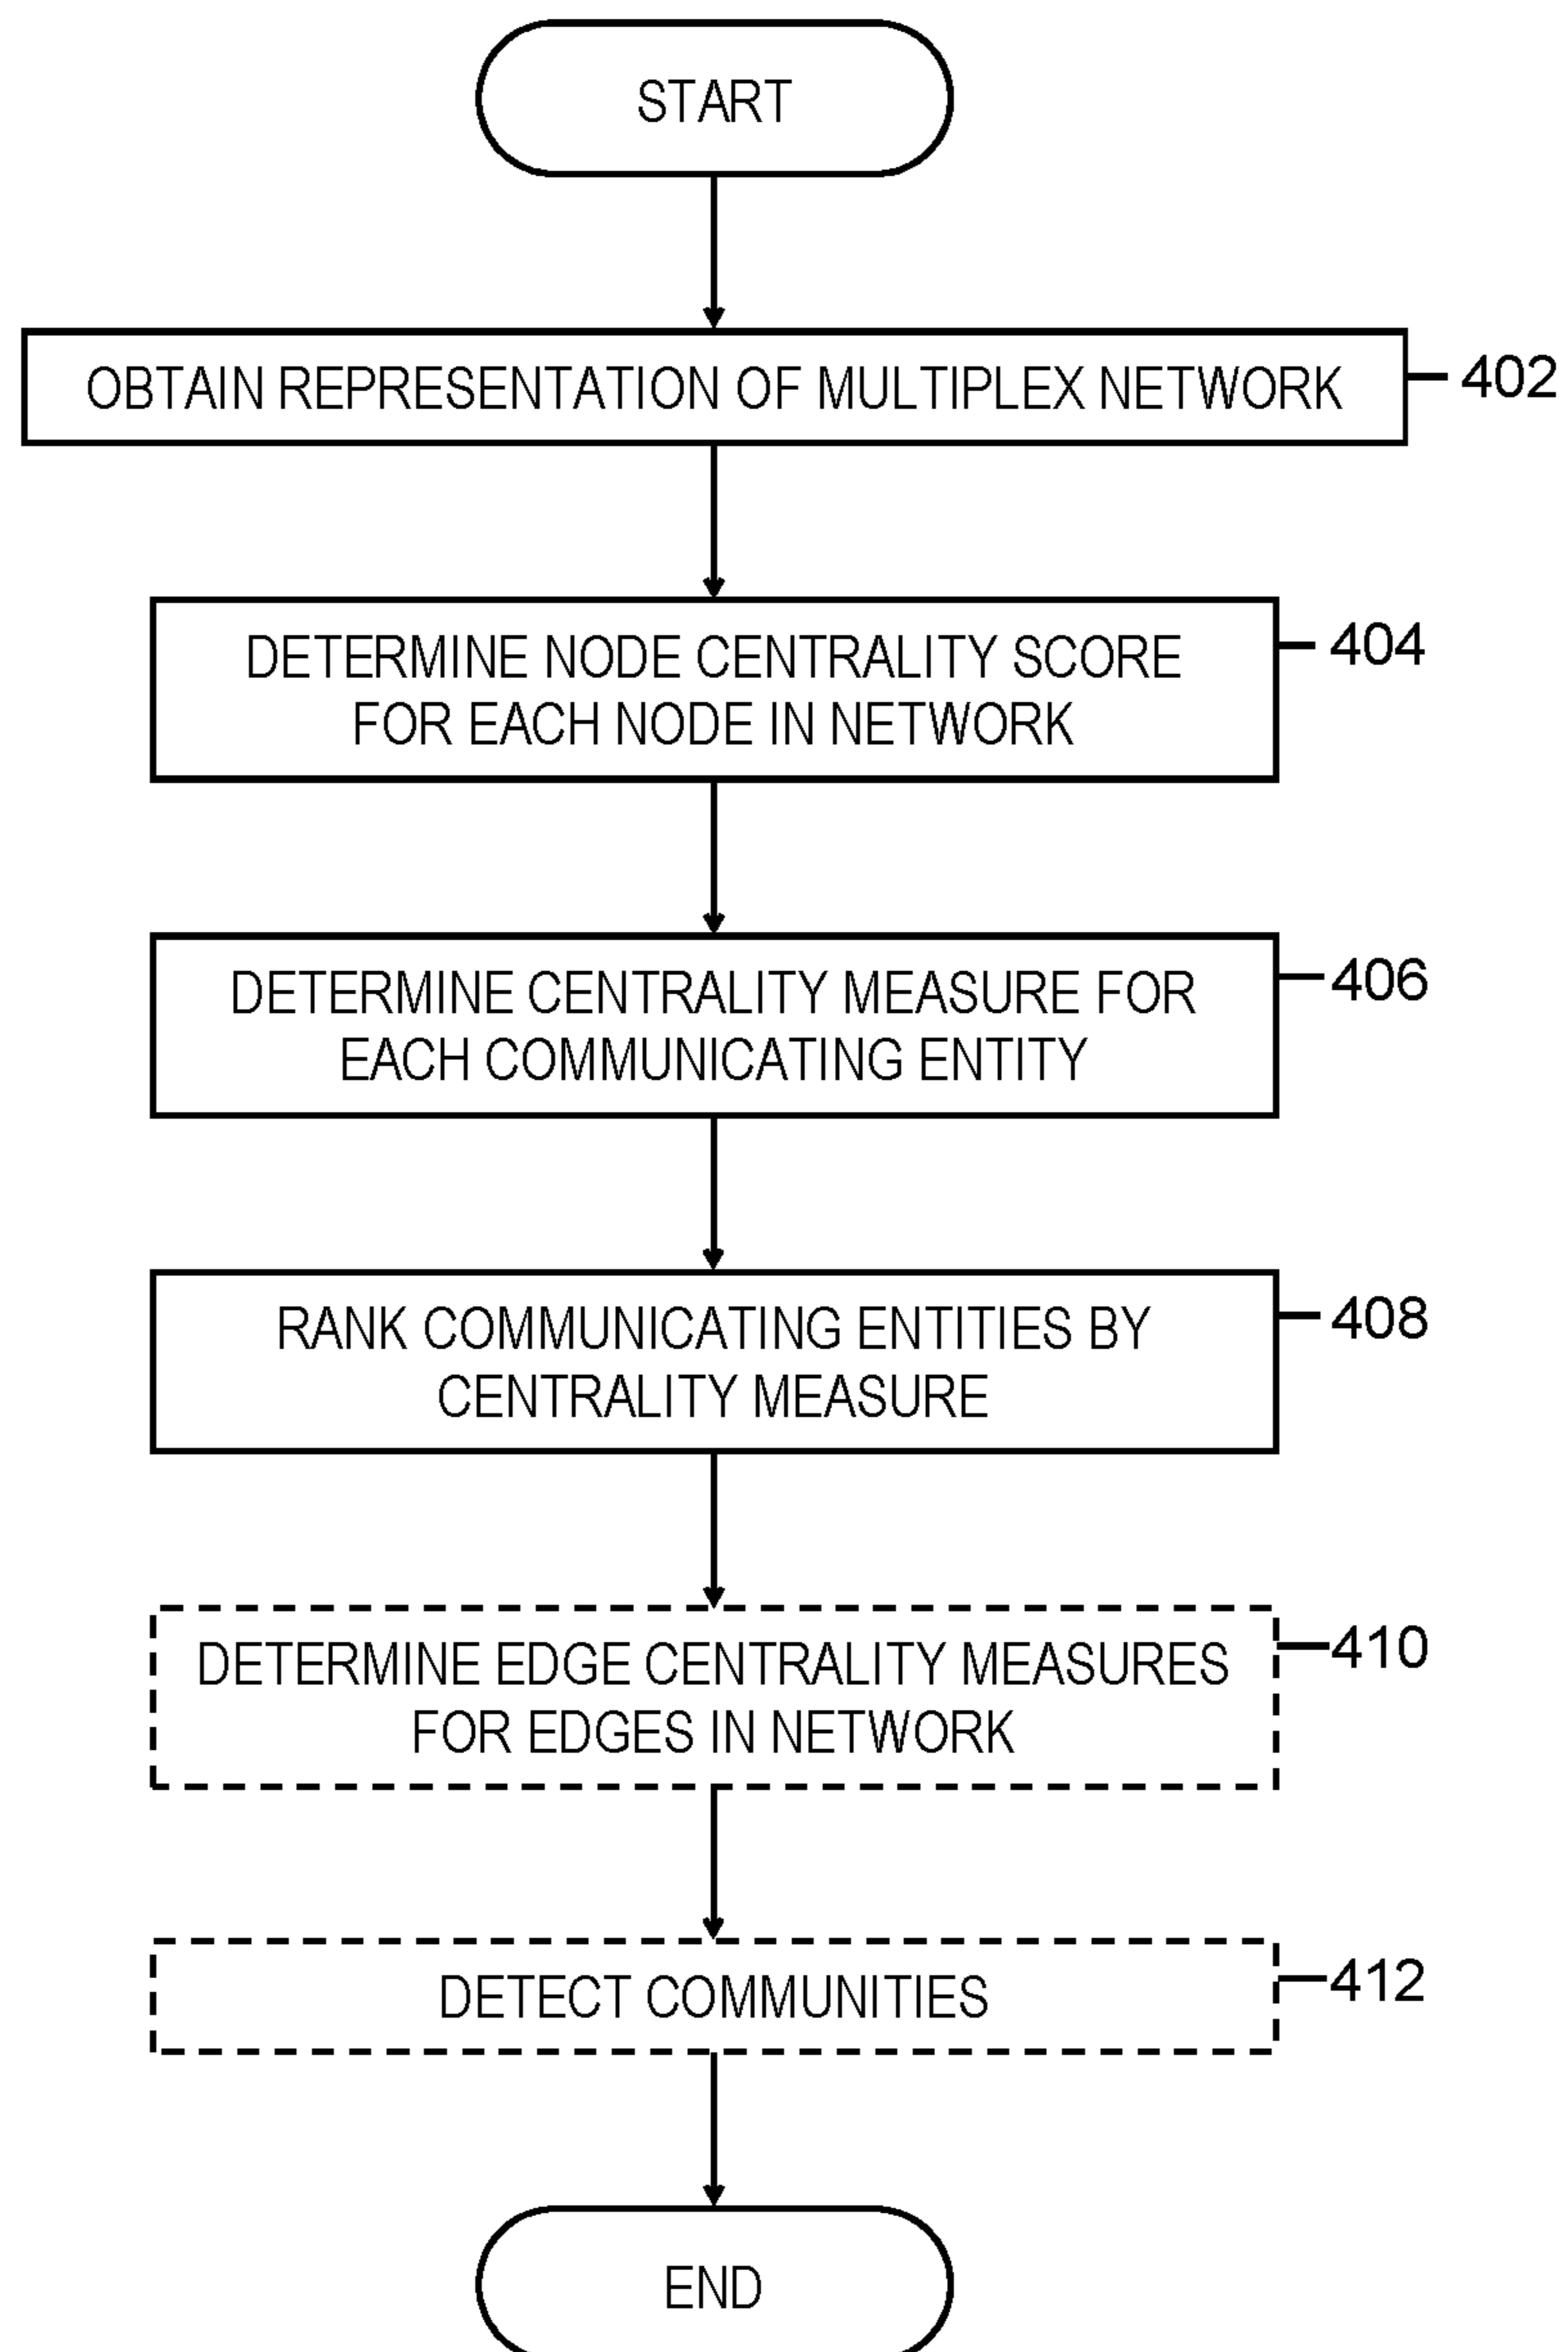 START
OBTAIN REPRESENTATION OF MULTIPLEX NETWORK
402
DETERMINE NODE CENTRALITY SCORE
FOR EACH NODE IN NETWORK
404
DETERMINE CENTRALITY MEASURE FOR
EACH COMMUNICATING ENTITY
406
RANK COMMUNICATING ENTITIES BY
CENTRALITY MEASURE
408
DETERMINE EDGE CENTRALITY MEASURES
FOR EDGES IN NETWORK
410
DETECT COMMUNITIES
412
END